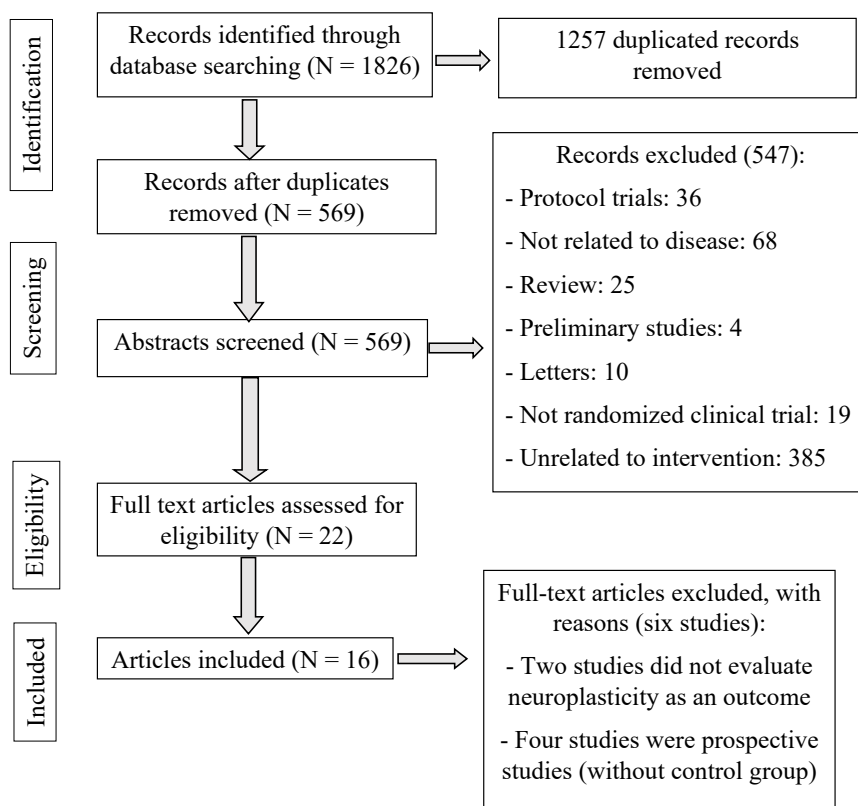 Identification
Records identified through
database searching (N = 1826)
1257 duplicated records
removed
Records after duplicates
removed (N = 569)
Screening
Abstracts screened (N = 569)
Records excluded (547):
- Protocol trials: 36
- Not related to disease: 68
- Review: 25
- Preliminary studies: 4
- Letters: 10
- Not randomized clinical trial: 19
- Unrelated to intervention: 385
Eligibility
Full text articles assessed for
eligibility (N = 22)
Included
Articles included (N = 16)
Full-text articles excluded, with
reasons (six studies):
- Two studies did not evaluate
neuroplasticity as an outcome
- Four studies were prospective
studies (without control group)